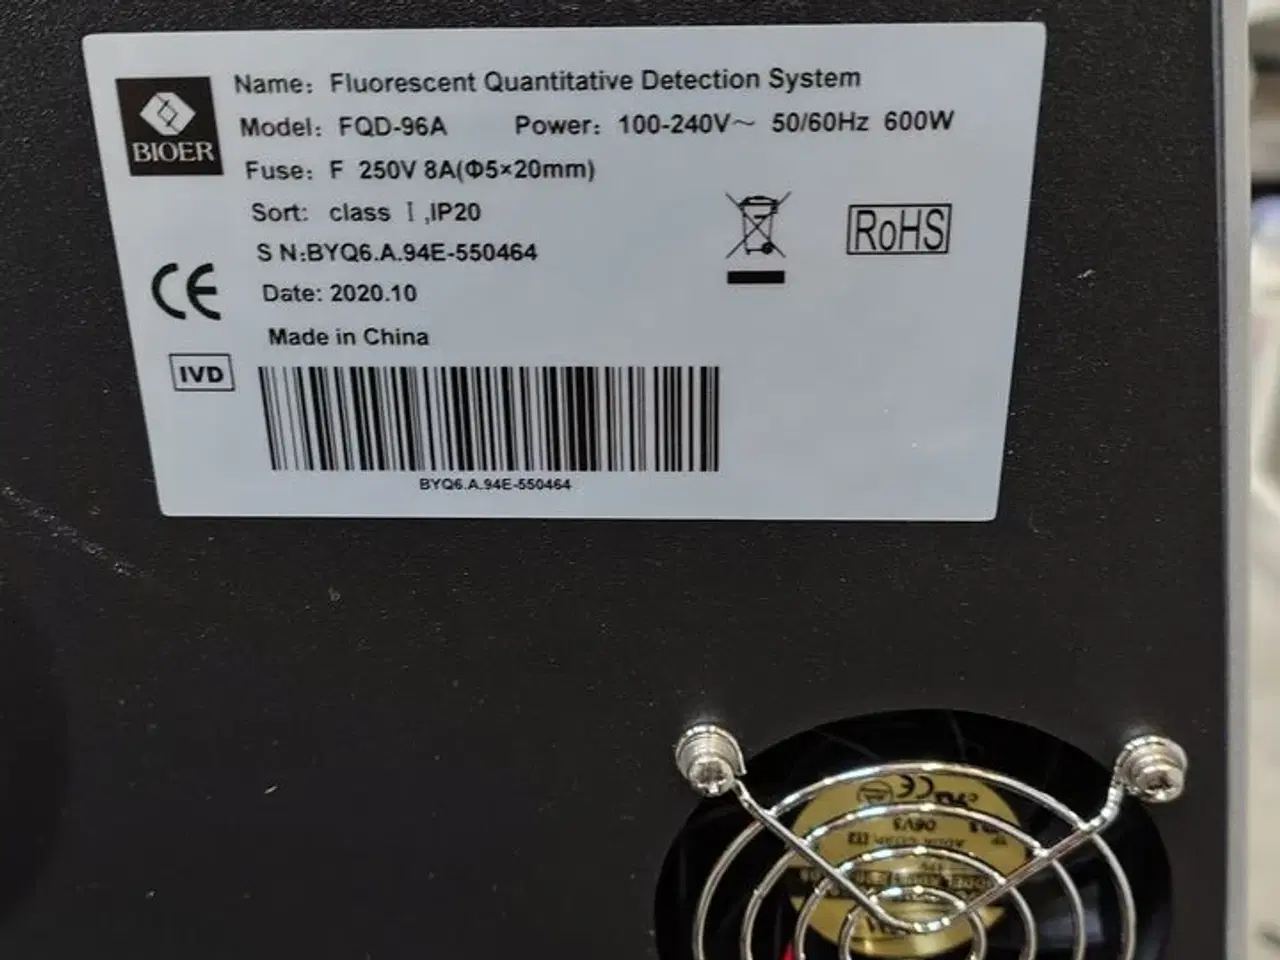 BIOER
Name: Fluorescent Quantitative Detection System
Model: FQD-96A Power: 100-240V~ 50/60Hz 600W
Fuse: F 250V 8A(Φ5×20mm)
Sort: class Ⅰ,IP20
S N:BYQ6.A.94E-550464
Date: 2020.10
Made in China
CE
IVD
RoHS
BYQ6.A.94E-550464
CE